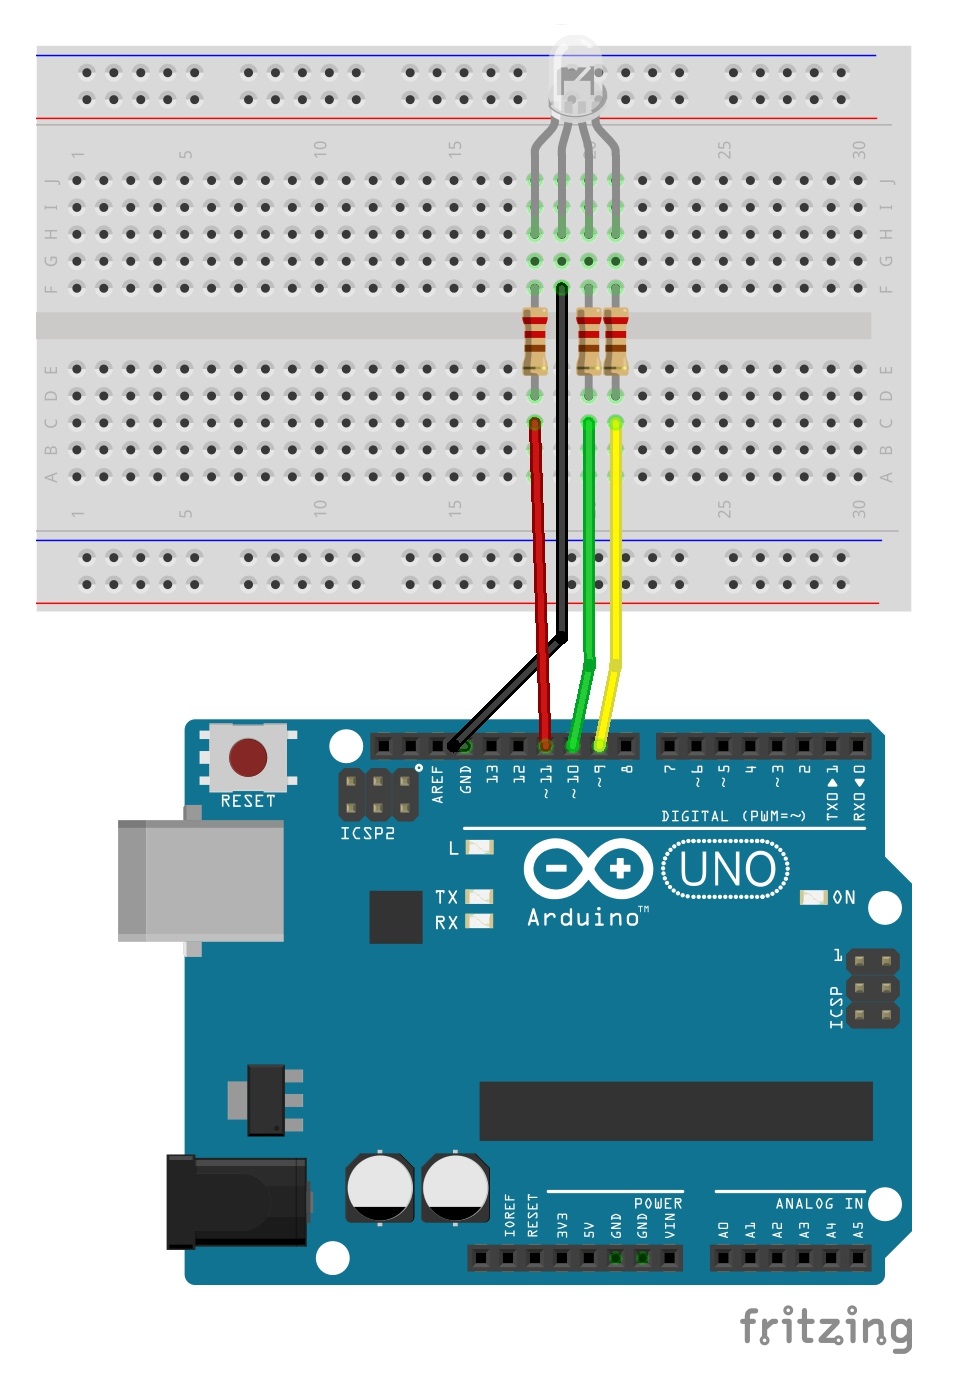 1 5 10 15 20 25 30
J J
I I
H H
G G
F F
E E
D D
C C
B B
A A
1 5 10 15 25 30
RESET
AREF GND 13 12 ~11 ~10 ~9 8 7 ~6 ~5 4 ~3 2 TX0▶1 RX0◀0
ICSP2
DIGITAL (PWM=~)
L
TX
RX
UNO
Arduino™
ON
1
ICSP
POWER
ANALOG IN
IOREF RESET 3V3 5V GND GND VIN A0 A1 A2 A3 A4 A5
fritzing